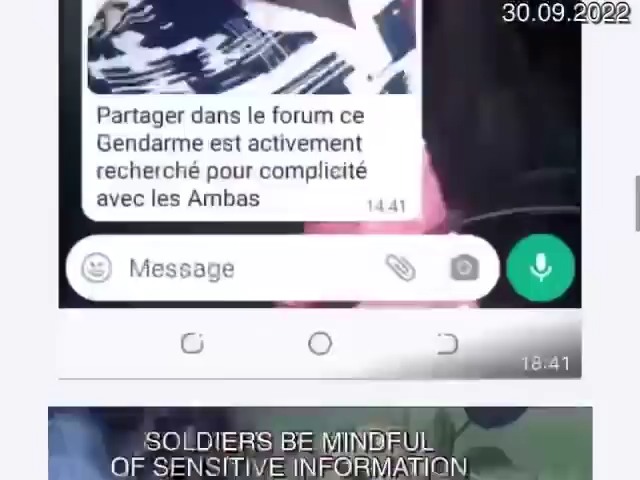 30.09.2022
Partager dans le forum ce
Gendarme est activement
recherché pour complicité
avec les Ambas
14:41
Message
18:41
SOLDIERS BE MINDFUL
OF SENSITIVE INFORMATION